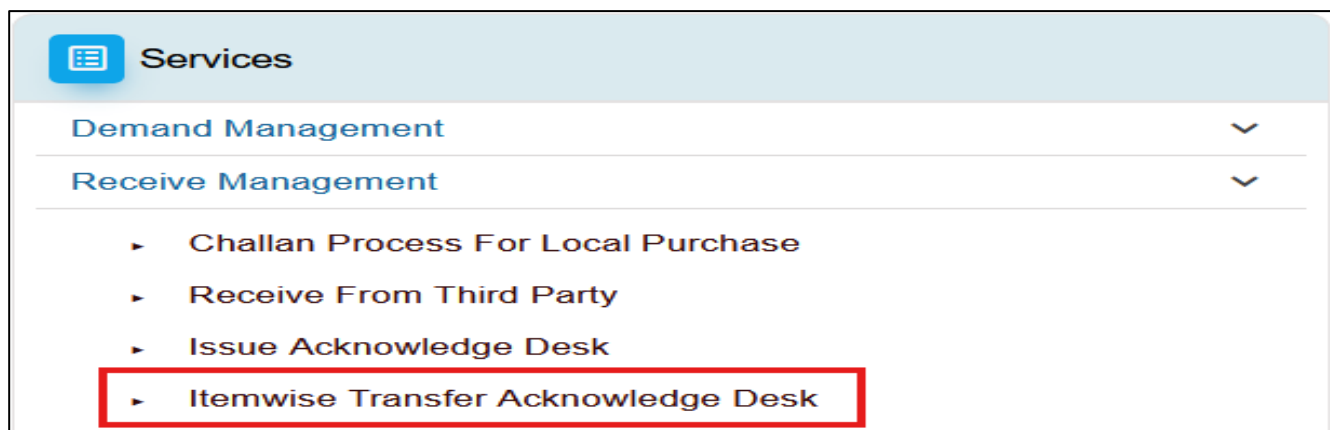 Services
Demand Management
Receive Management
Challan Process For Local Purchase
Receive From Third Party
Issue Acknowledge Desk
Itemwise Transfer Acknowledge Desk